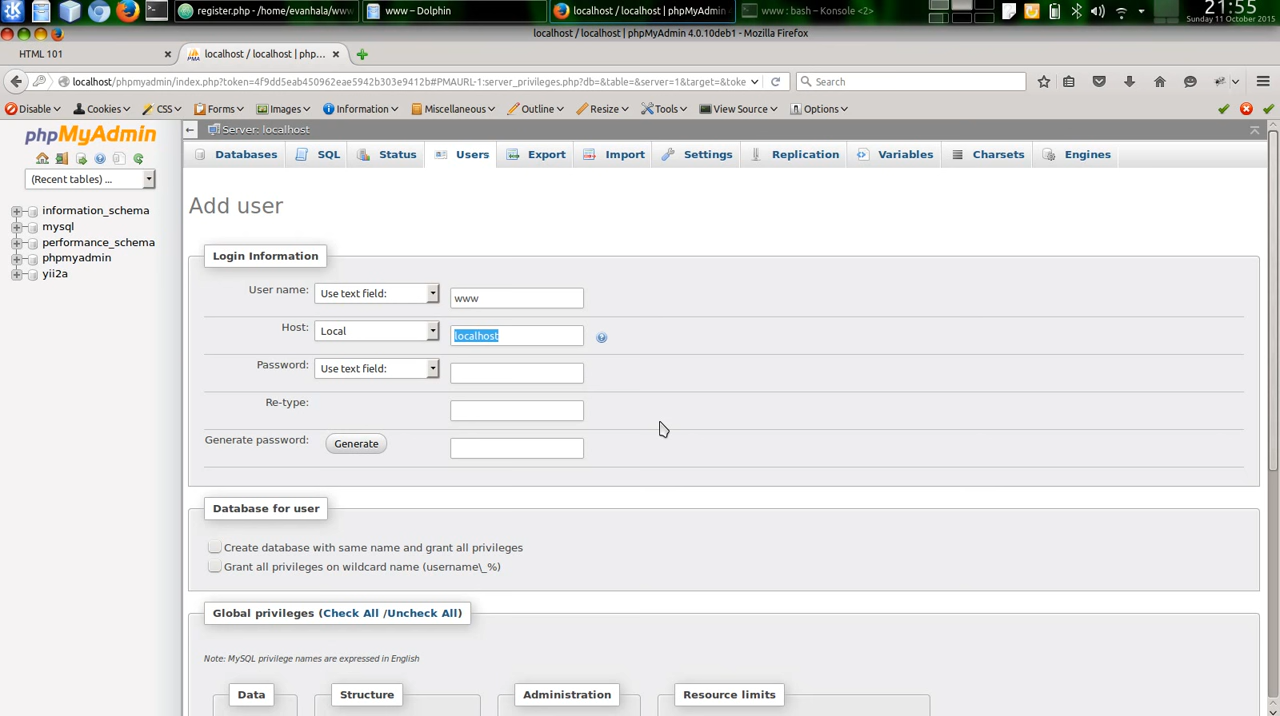 register.php - /home/evanhala/www
www – Dolphin
localhost / localhost | phpMyAdmin
www : bash – Konsole <2>
21:55
Sunday 11 October 2015
localhost / localhost | phpMyAdmin 4.0.10deb1 - Mozilla Firefox
HTML 101
localhost / localhost | php...
localhost/phpmyadmin/index.php?token=4f9dd5eab450962eae5942b303e9412b#PMAURL-1:server_privileges.php?db=&table=&server=1&target=&toke
Search
Disable
Cookies
CSS
Forms
Images
Information
Miscellaneous
Outline
Resize
Tools
View Source
Options
phpMyAdmin
Server: localhost
Databases
SQL
Status
Users
Export
Import
Settings
Replication
Variables
Charsets
Engines
(Recent tables) ...
information_schema
mysql
performance_schema
phpmyadmin
yii2a
Add user
Login Information
User name: Use text field: www
Host: Local localhost
Password: Use text field:
Re-type:
Generate password: Generate
Database for user
Create database with same name and grant all privileges
Grant all privileges on wildcard name (username\_%)
Global privileges (Check All /Uncheck All)
Note: MySQL privilege names are expressed in English
Data
Structure
Administration
Resource limits